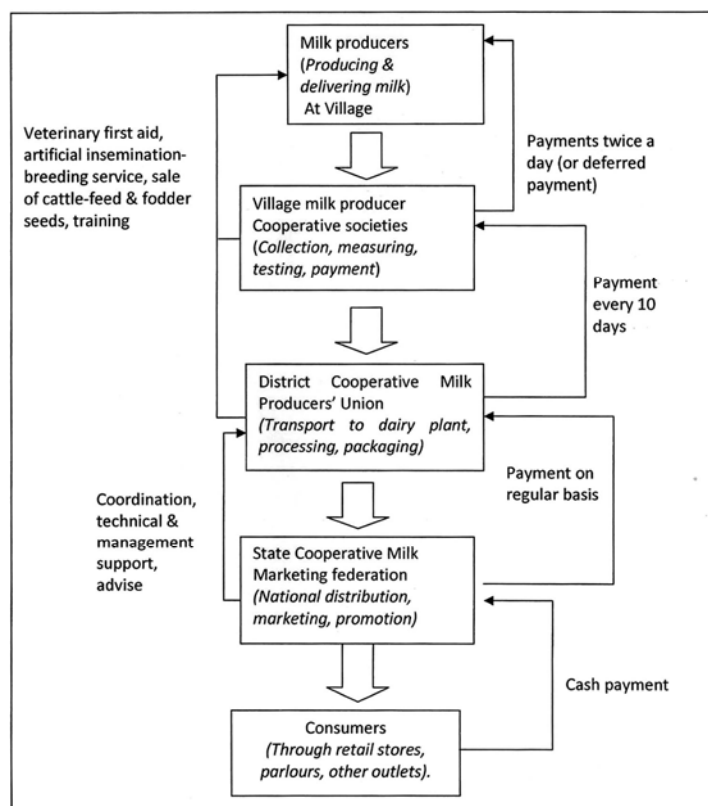 Milk producers
(Producing &
delivering milk)
At Village
Veterinary first aid,
artificial insemination-
breeding service, sale
of cattle-feed & fodder
seeds, training
Payments twice a
day (or deferred
payment)
Village milk producer
Cooperative societies
(Collection, measuring,
testing, payment)
Payment
every 10
days
District Cooperative Milk
Producers' Union
(Transport to dairy plant,
processing, packaging)
Payment on
regular basis
Coordination,
technical &
management
support,
advise
State Cooperative Milk
Marketing federation
(National distribution,
marketing, promotion)
Cash payment
Consumers
(Through retail stores,
parlours, other outlets).